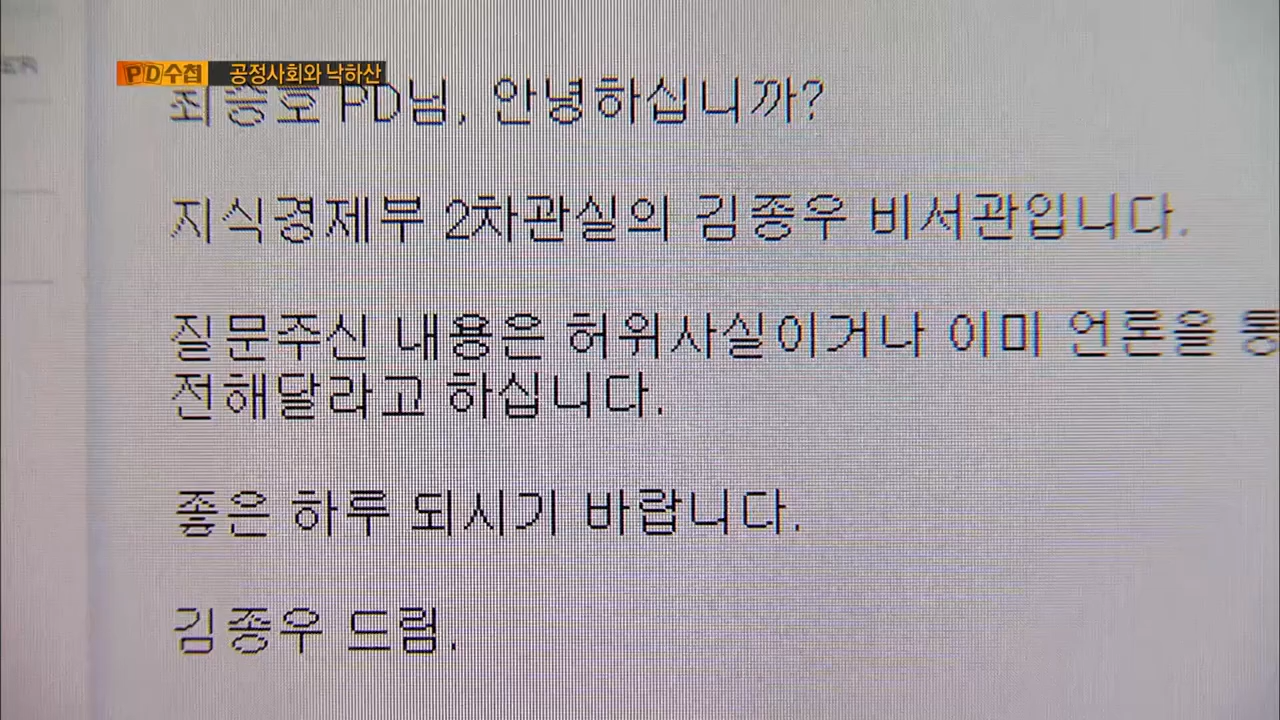 PD수첩 공정사회와 낙하산
최승호 PD님, 안녕하십니까?
지식경제부 2차관실의 김종우 비서관입니다.
질문주신 내용은 허위사실이거나 이미 언론을 통
전해달라고 하십니다.
좋은 하루 되시기 바랍니다.
김종우 드림.